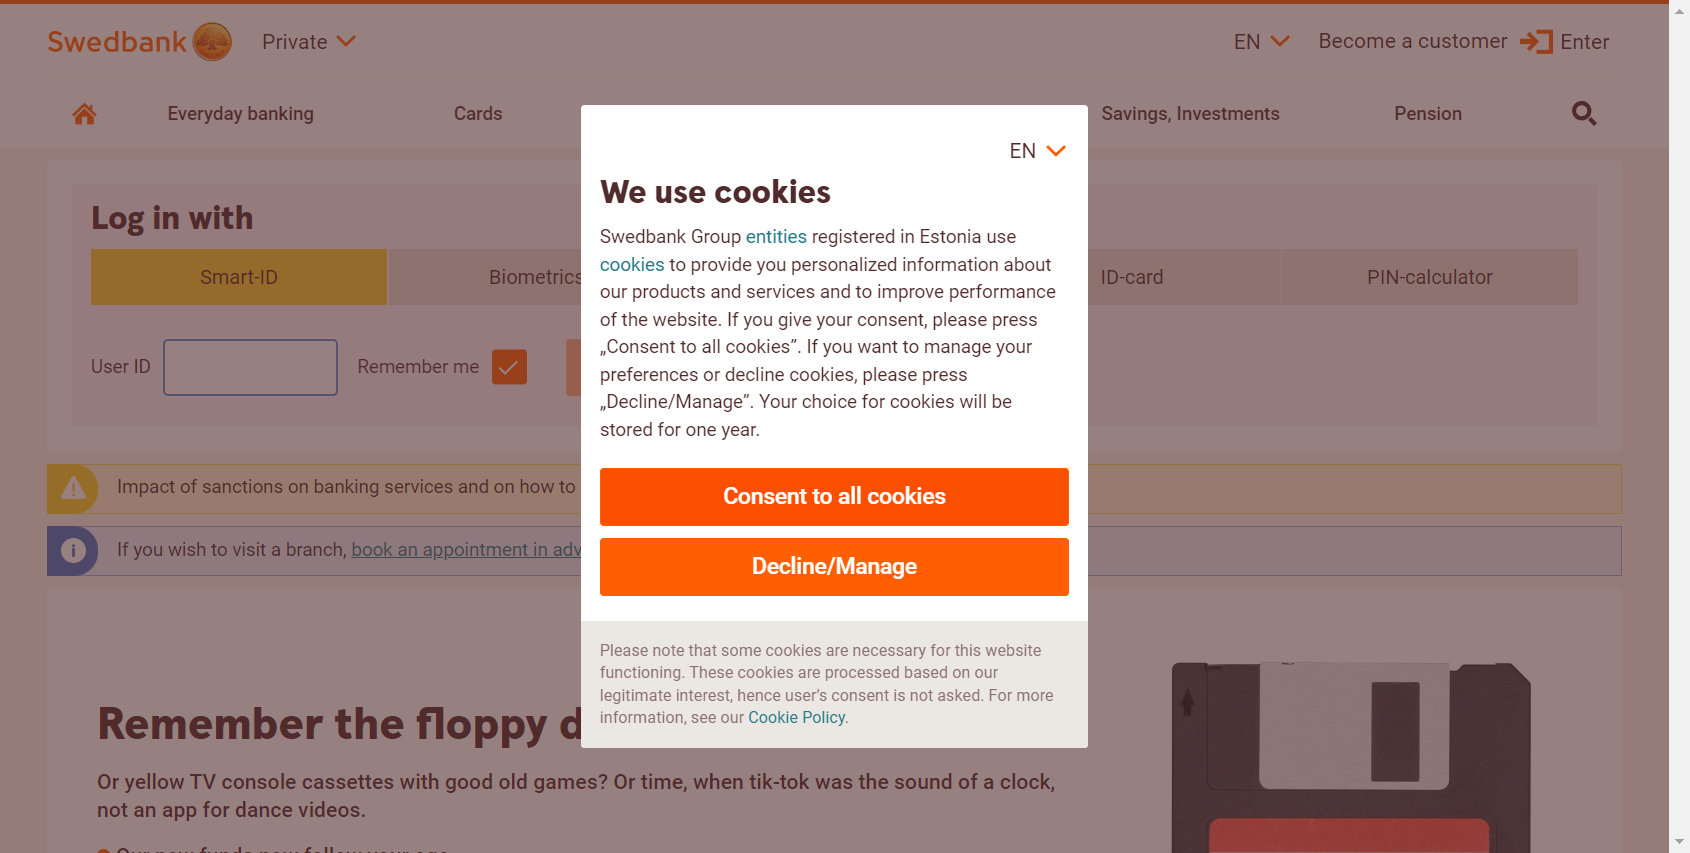 Swedbank
Private
EN
Become a customer
Enter
Everyday banking
Cards
Savings, Investments
Pension
Log in with
Smart-ID
Biometrics
ID-card
PIN-calculator
User ID
Remember me
Impact of sanctions on banking services and on how to
If you wish to visit a branch, book an appointment in adv
EN
We use cookies
Swedbank Group entities registered in Estonia use
cookies to provide you personalized information about
our products and services and to improve performance
of the website. If you give your consent, please press
„Consent to all cookies”. If you want to manage your
preferences or decline cookies, please press
„Decline/Manage”. Your choice for cookies will be
stored for one year.
Consent to all cookies
Decline/Manage
Please note that some cookies are necessary for this website
functioning. These cookies are processed based on our
legitimate interest, hence user’s consent is not asked. For more
information, see our Cookie Policy.
Remember the floppy d
Or yellow TV console cassettes with good old games? Or time, when tik-tok was the sound of a clock,
not an app for dance videos.
Our new funds now follow your age